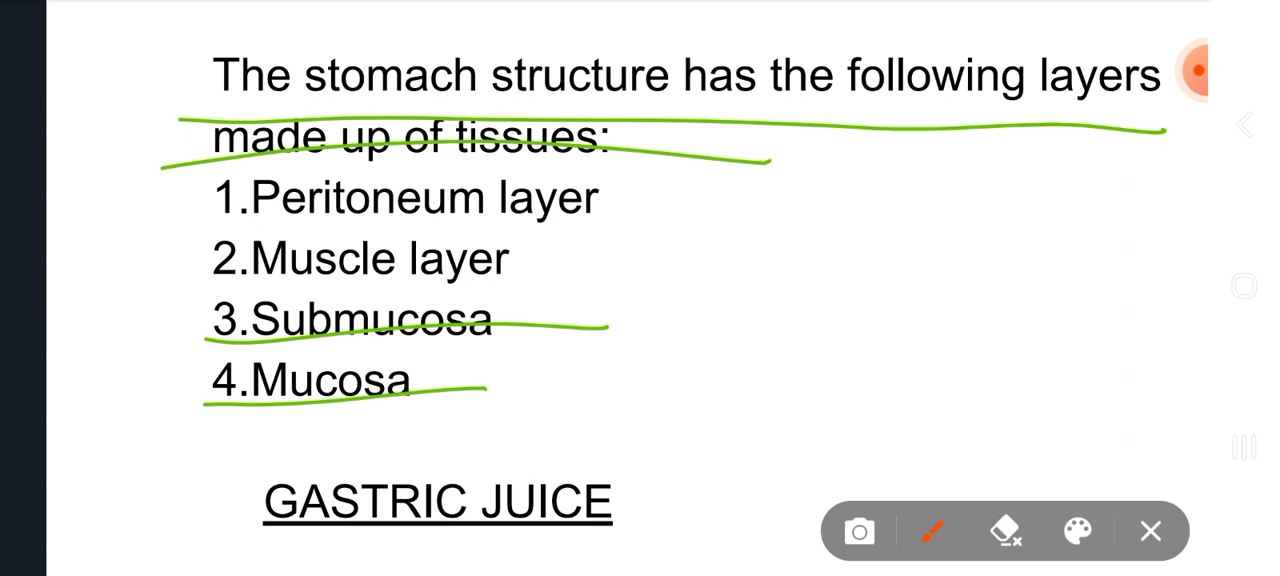 The stomach structure has the following layers
made up of tissues:
1.Peritoneum layer
2.Muscle layer
3.Submucosa
4.Mucosa
GASTRIC JUICE